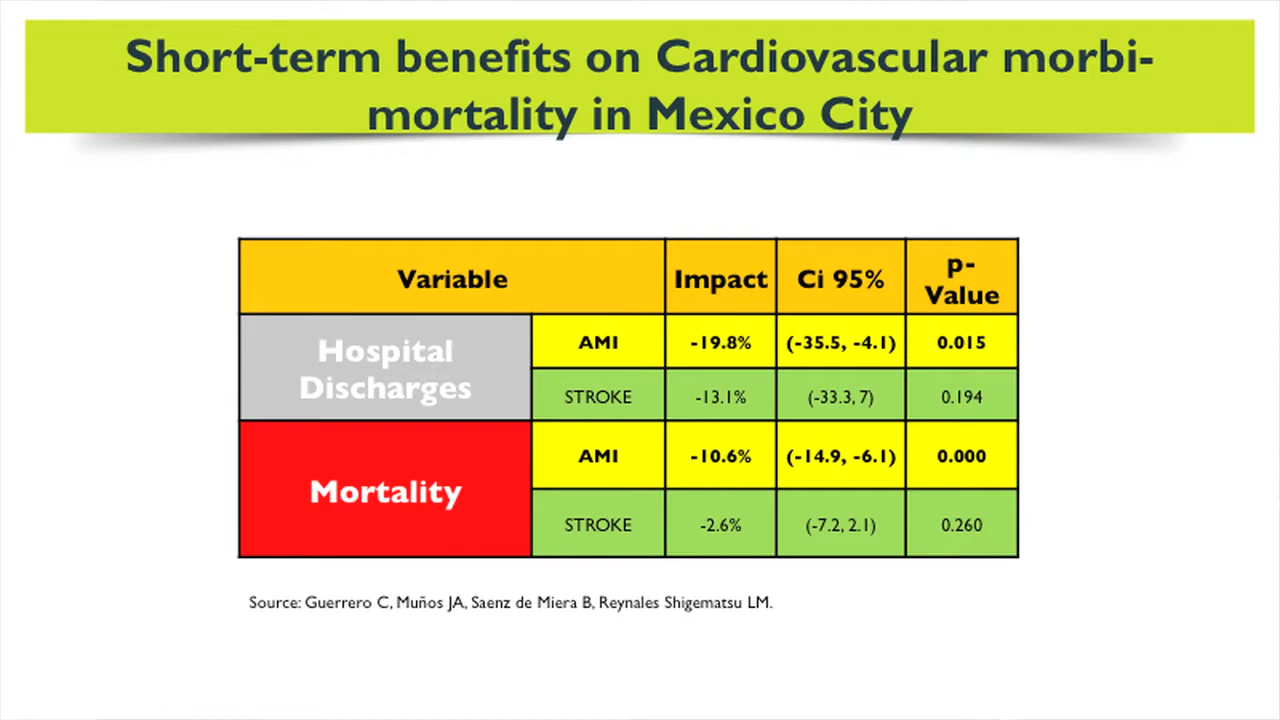 Short-term benefits on Cardiovascular morbi-
mortality in Mexico City
Variable Impact Ci 95% p-
Value
Hospital
Discharges
AMI -19.8% (-35.5, -4.1) 0.015
STROKE -13.1% (-33.3, 7) 0.194
Mortality
AMI -10.6% (-14.9, -6.1) 0.000
STROKE -2.6% (-7.2, 2.1) 0.260
Source: Guerrero C, Muños JA, Saenz de Miera B, Reynales Shigematsu LM.